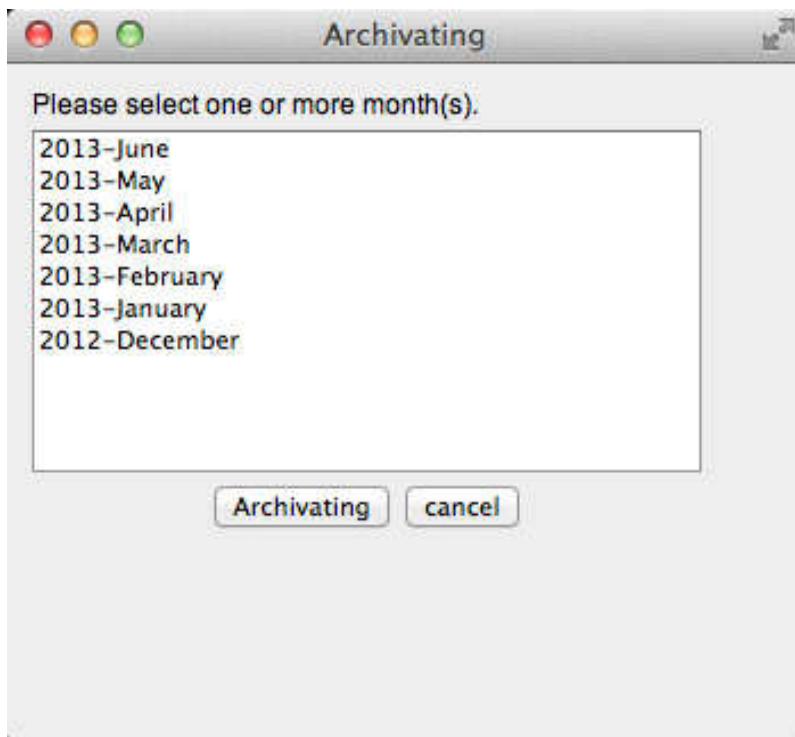 Archivating
Please select one or more month(s).
2013-June
2013-May
2013-April
2013-March
2013-February
2013-January
2012-December
Archivating cancel